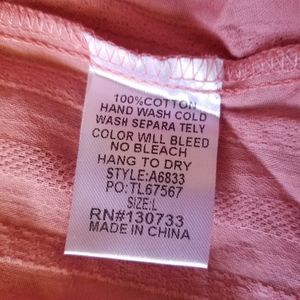 100%COTTON
HAND WASH COLD
WASH SEPARA TELY
COLOR WILL BLEED
NO BLEACH
HANG TO DRY
STYLE:A6833
PO:TL67567
SIZE:L
RN#130733
MADE IN CHINA